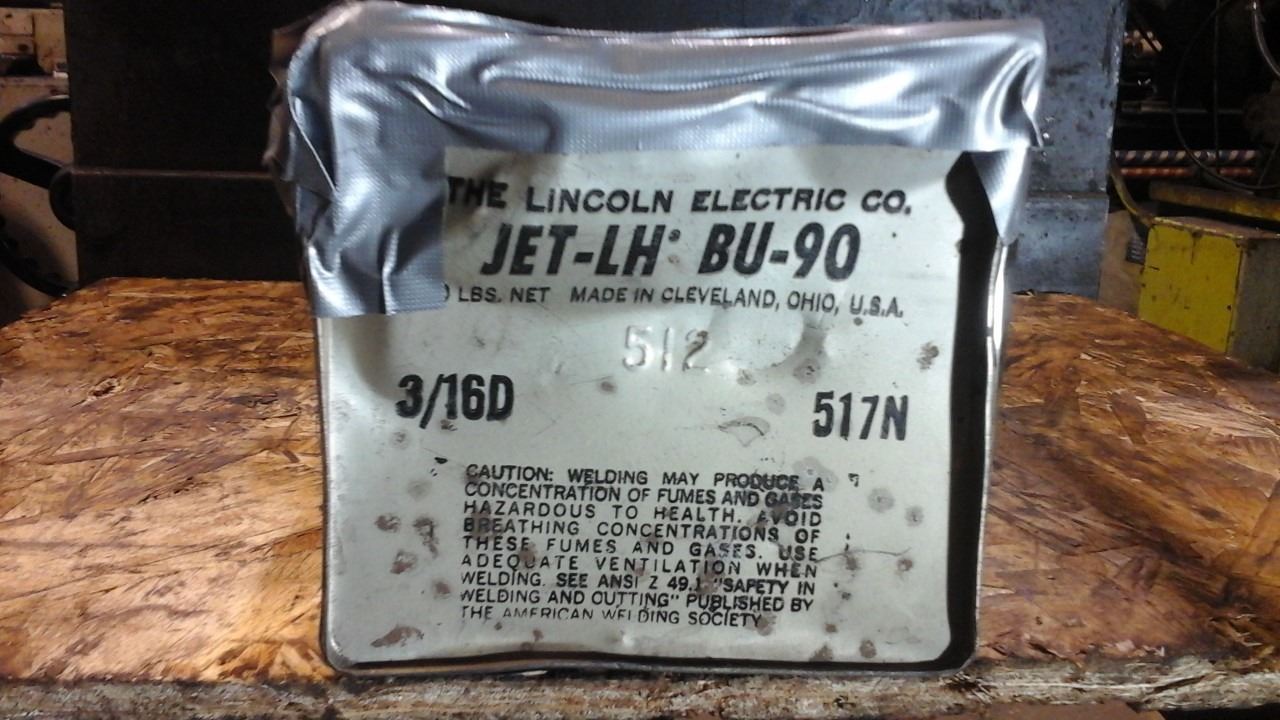 THE LINCOLN ELECTRIC CO.
JET-LH® BU-90
LBS. NET MADE IN CLEVELAND, OHIO, U.S.A.
512
3/16D 517N
CAUTION: WELDING MAY PRODUCE A
CONCENTRATION OF FUMES AND GASES
HAZARDOUS TO HEALTH. AVOID
BREATHING CONCENTRATIONS OF
THESE FUMES AND GASES. USE
ADEQUATE VENTILATION WHEN
WELDING. SEE ANSI Z 49.1 "SAFETY IN
WELDING AND CUTTING" PUBLISHED BY
THE AMERICAN WELDING SOCIETY